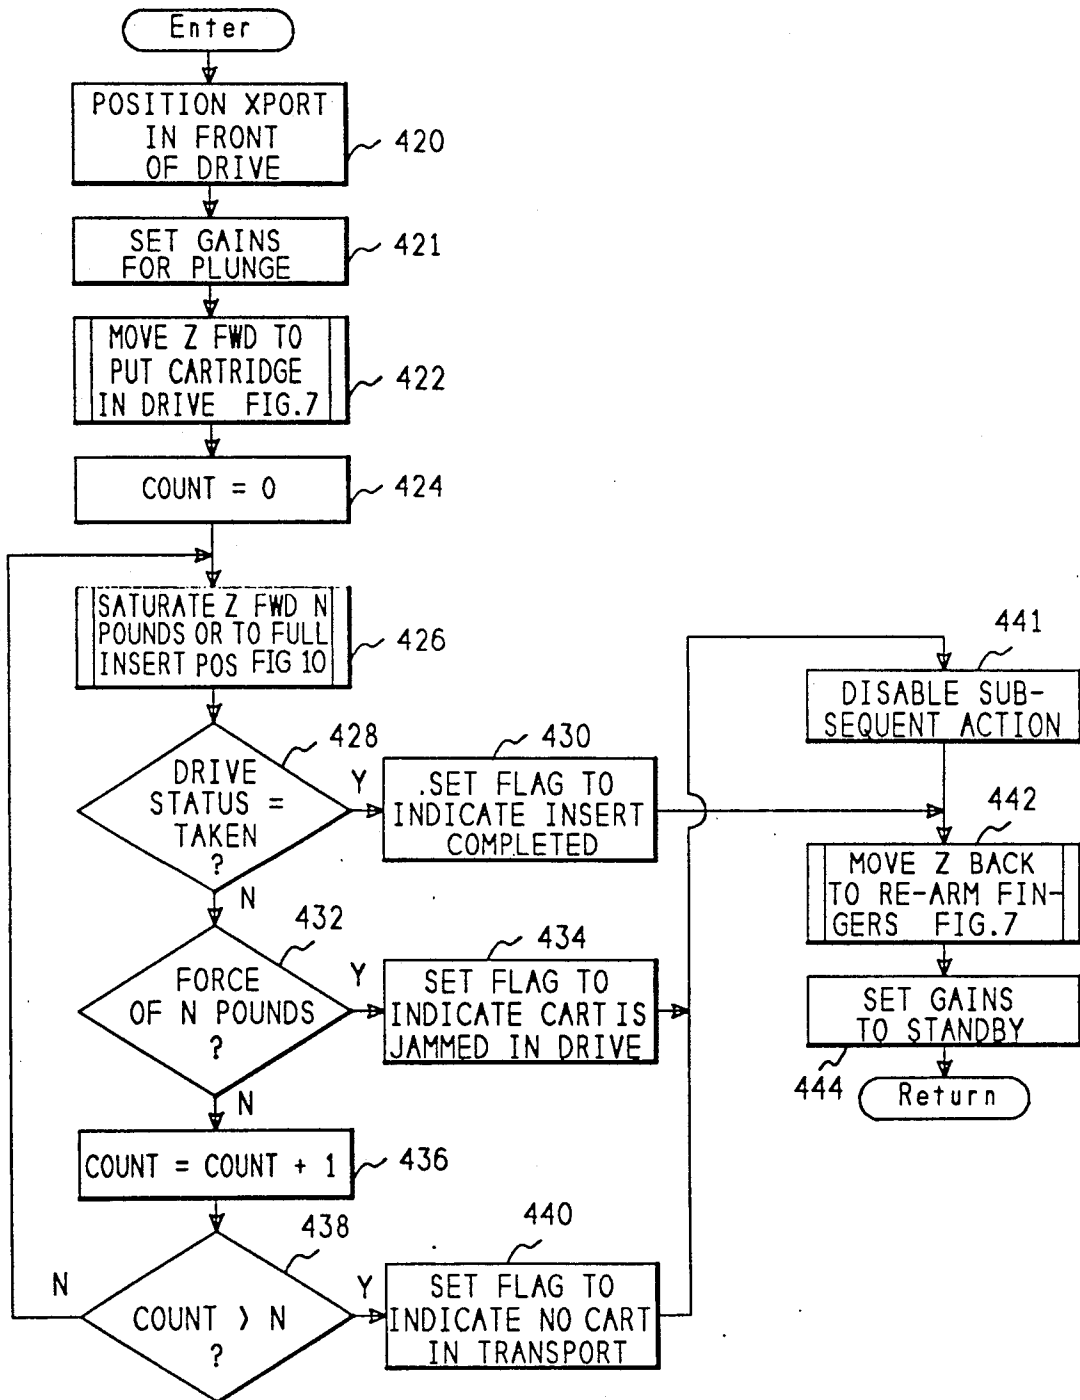 Enter
POSITION XPORT
IN FRONT
OF DRIVE
420
SET GAINS
FOR PLUNGE
421
MOVE Z FWD TO
PUT CARTRIDGE
IN DRIVE FIG.7
422
COUNT = 0
424
SATURATE Z FWD N
POUNDS OR TO FULL
INSERT POS FIG 10
426
DRIVE
STATUS =
TAKEN
?
428
Y
N
.SET FLAG TO
INDICATE INSERT
COMPLETED
430
FORCE
OF N POUNDS
?
432
Y
N
SET FLAG TO
INDICATE CART IS
JAMMED IN DRIVE
434
COUNT = COUNT + 1
436
COUNT > N
?
438
N
Y
SET FLAG TO
INDICATE NO CART
IN TRANSPORT
440
441
DISABLE SUB-
SEQUENT ACTION
442
MOVE Z BACK
TO RE-ARM FIN-
GERS FIG.7
SET GAINS
TO STANDBY
444
Return